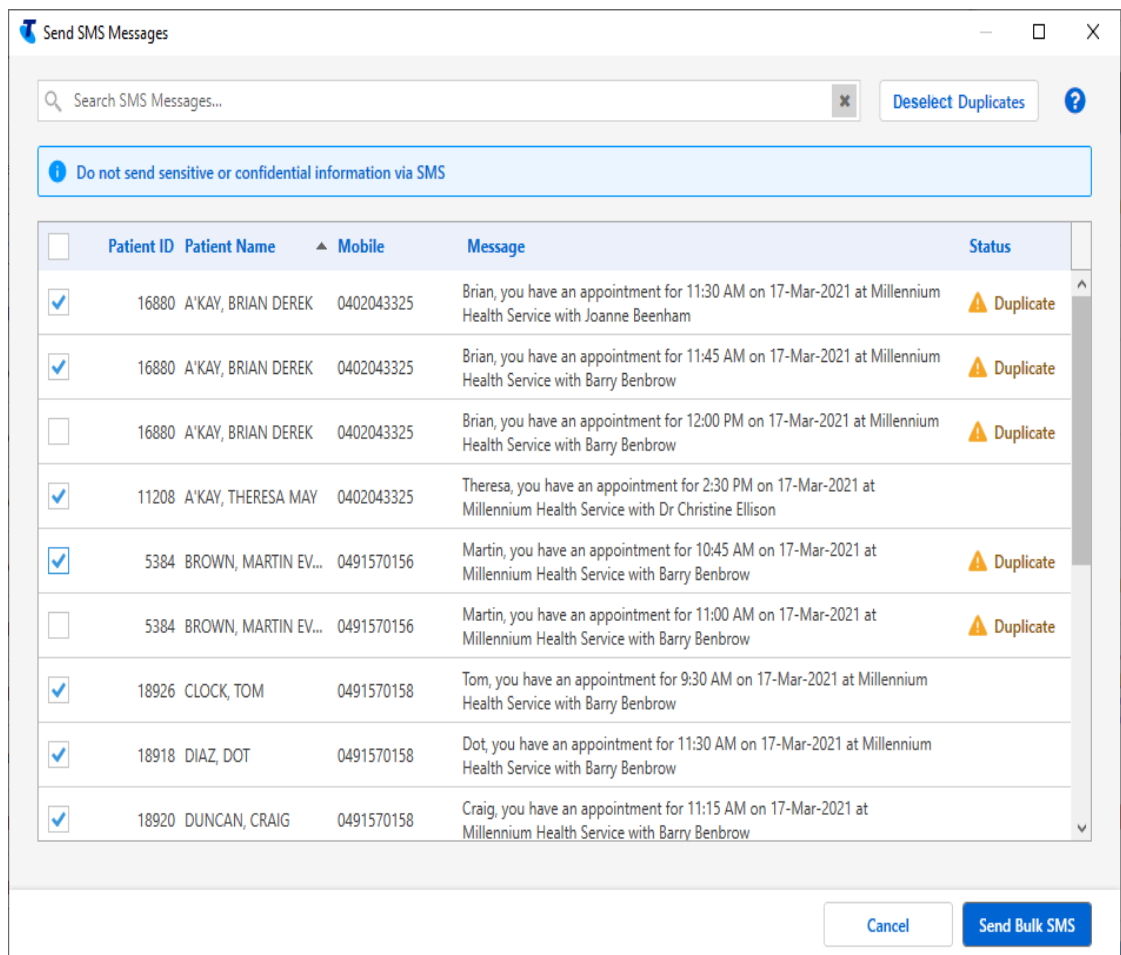 Send SMS Messages
Search SMS Messages...
Deselect Duplicates
?
i Do not send sensitive or confidential information via SMS
Patient ID Patient Name Mobile Message Status
16880 A'KAY, BRIAN DEREK 0402043325 Brian, you have an appointment for 11:30 AM on 17-Mar-2021 at Millennium
Health Service with Joanne Beenham
Duplicate
16880 A'KAY, BRIAN DEREK 0402043325 Brian, you have an appointment for 11:45 AM on 17-Mar-2021 at Millennium
Health Service with Barry Benbrow
Duplicate
16880 A'KAY, BRIAN DEREK 0402043325 Brian, you have an appointment for 12:00 PM on 17-Mar-2021 at Millennium
Health Service with Barry Benbrow
Duplicate
11208 A'KAY, THERESA MAY 0402043325 Theresa, you have an appointment for 2:30 PM on 17-Mar-2021 at
Millennium Health Service with Dr Christine Ellison
5384 BROWN, MARTIN EV... 0491570156 Martin, you have an appointment for 10:45 AM on 17-Mar-2021 at
Millennium Health Service with Barry Benbrow
Duplicate
5384 BROWN, MARTIN EV... 0491570156 Martin, you have an appointment for 11:00 AM on 17-Mar-2021 at
Millennium Health Service with Barry Benbrow
Duplicate
18926 CLOCK, TOM 0491570158 Tom, you have an appointment for 9:30 AM on 17-Mar-2021 at Millennium
Health Service with Barry Benbrow
18918 DIAZ, DOT 0491570158 Dot, you have an appointment for 11:30 AM on 17-Mar-2021 at Millennium
Health Service with Barry Benbrow
18920 DUNCAN, CRAIG 0491570158 Craig, you have an appointment for 11:15 AM on 17-Mar-2021 at
Millennium Health Service with Barry Benbrow
Cancel
Send Bulk SMS